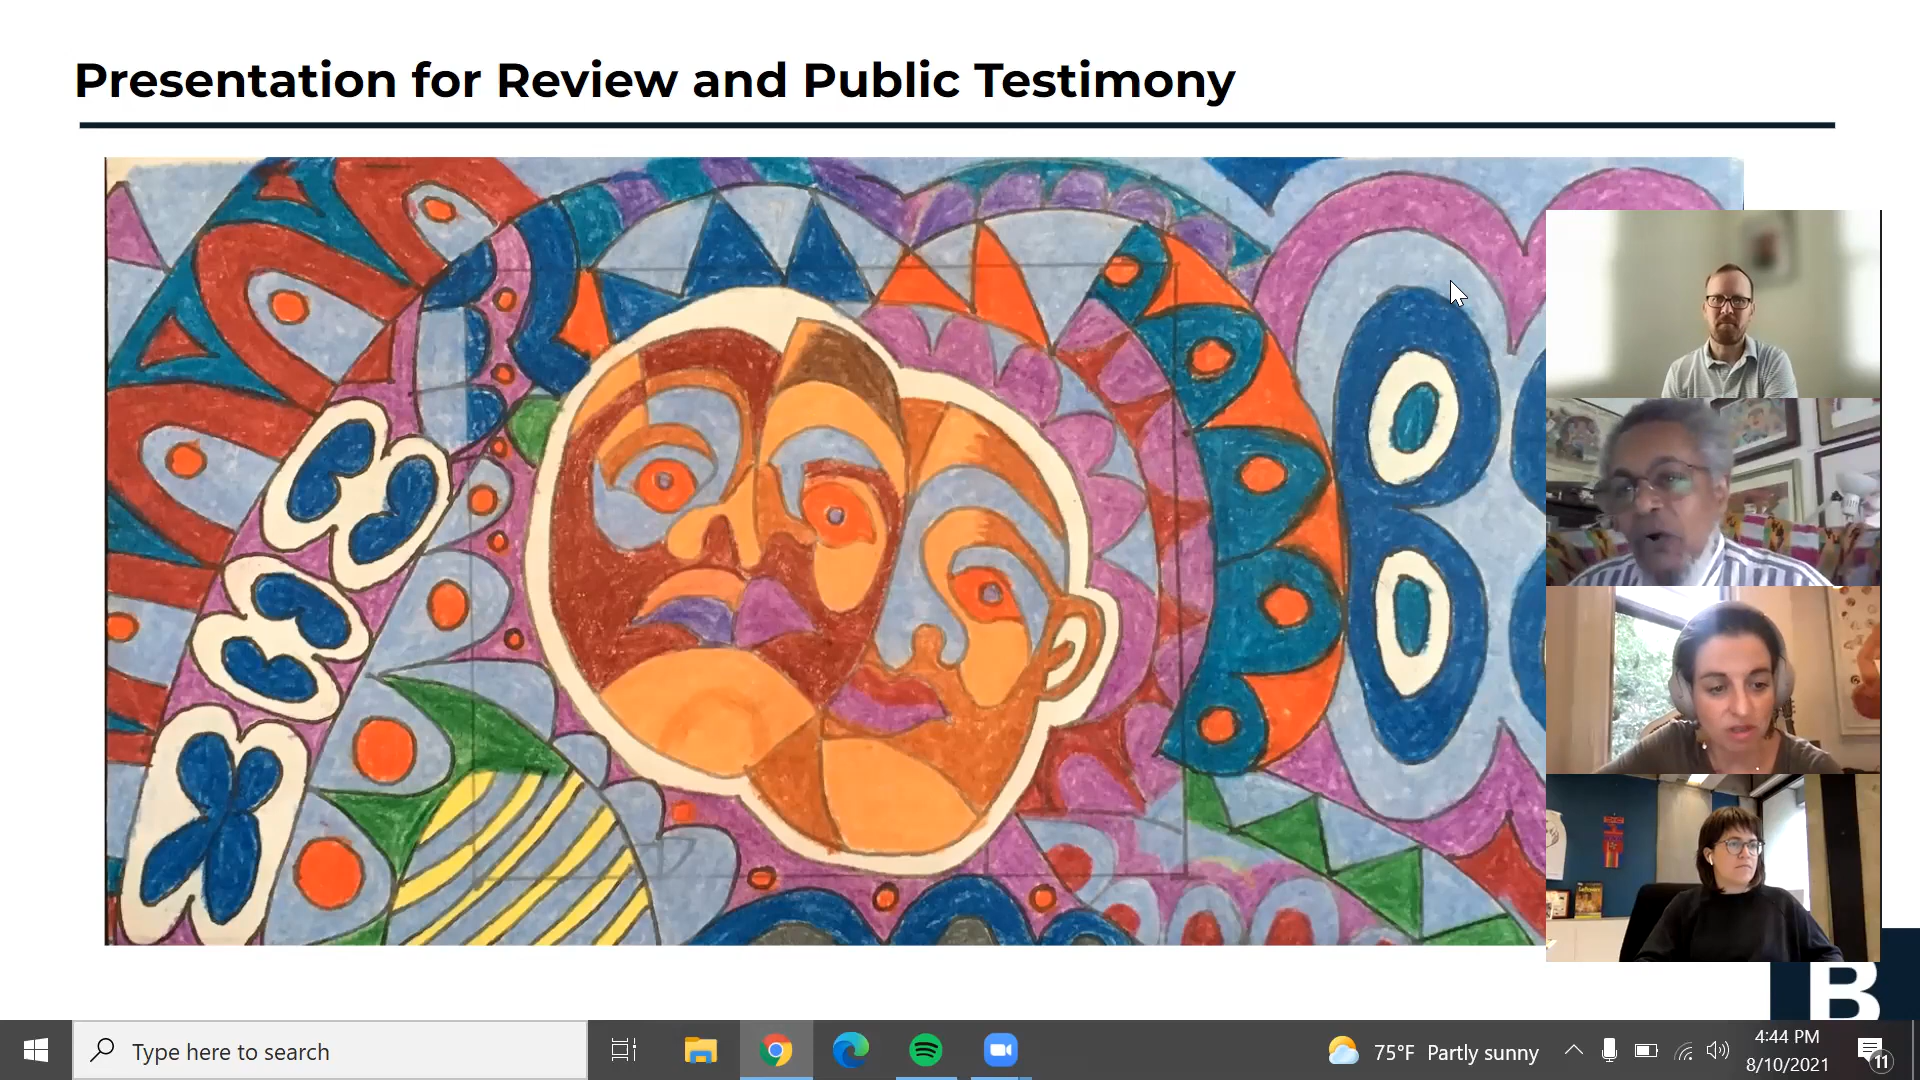 Presentation for Review and Public Testimony
B
Type here to search
75°F Partly sunny
4:44 PM
8/10/2021
11